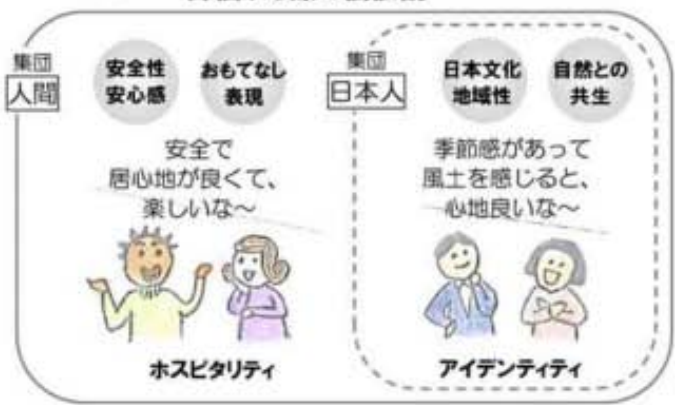 集団
人間
安全性
安心感
おもてなし
表現
安全で
居心地が良くて、
楽しいな～
ホスピタリティ
集団
日本人
日本文化
地域性
自然との
共生
季節感があって
風土を感じると、
心地良いな～
アイデンティティ